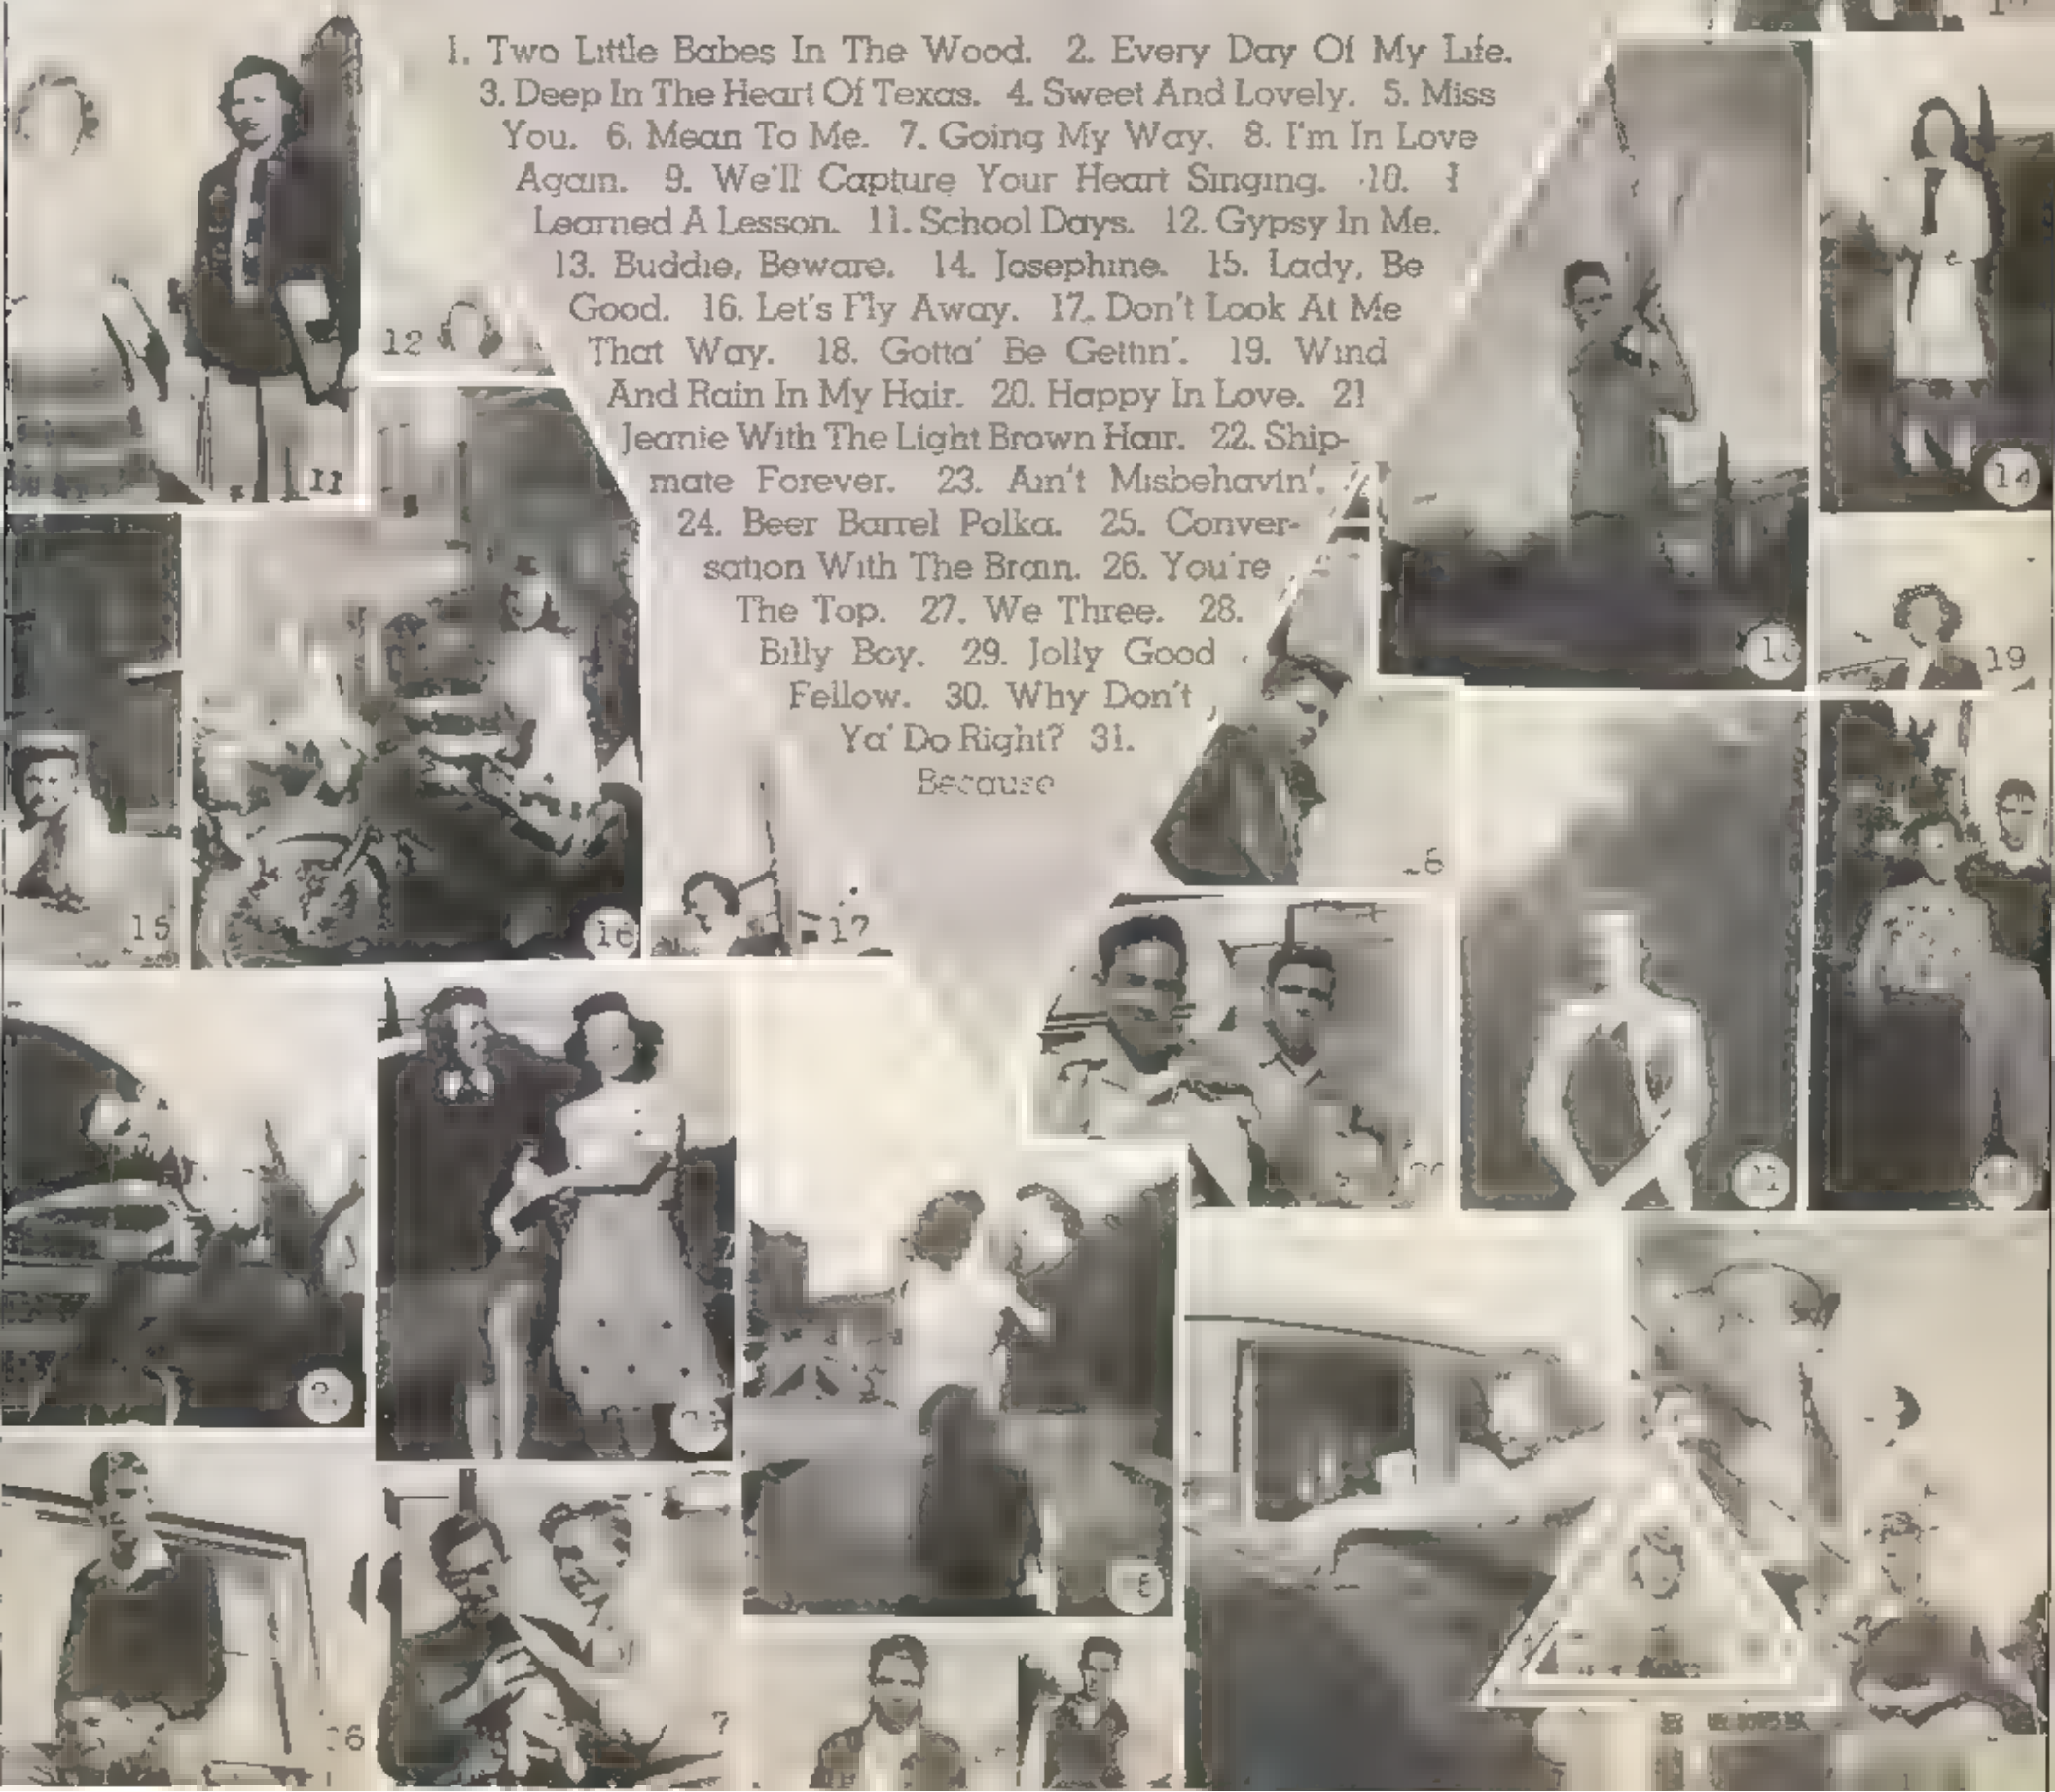 1. Two Little Babes In The Wood. 2. Every Day Of My Life.
3. Deep In The Heart Of Texas. 4. Sweet And Lovely. 5. Miss
You. 6. Mean To Me. 7. Going My Way. 8. I'm In Love
Again. 9. We'll Capture Your Heart Singing. 10. I
Learned A Lesson. 11. School Days. 12. Gypsy In Me.
13. Buddie, Beware. 14. Josephine. 15. Lady, Be
Good. 16. Let's Fly Away. 17. Don't Look At Me
That Way. 18. Gotta' Be Gettin'. 19. Wind
And Rain In My Hair. 20. Happy In Love. 21
Jeanie With The Light Brown Hair. 22. Ship-
mate Forever. 23. Ain't Misbehavin'.
24. Beer Barrel Polka. 25. Conver-
sation With The Brain. 26. You're
The Top. 27. We Three. 28.
Billy Boy. 29. Jolly Good
Fellow. 30. Why Don't
Ya' Do Right? 31.
Because
12
11
14
19
15
16
17